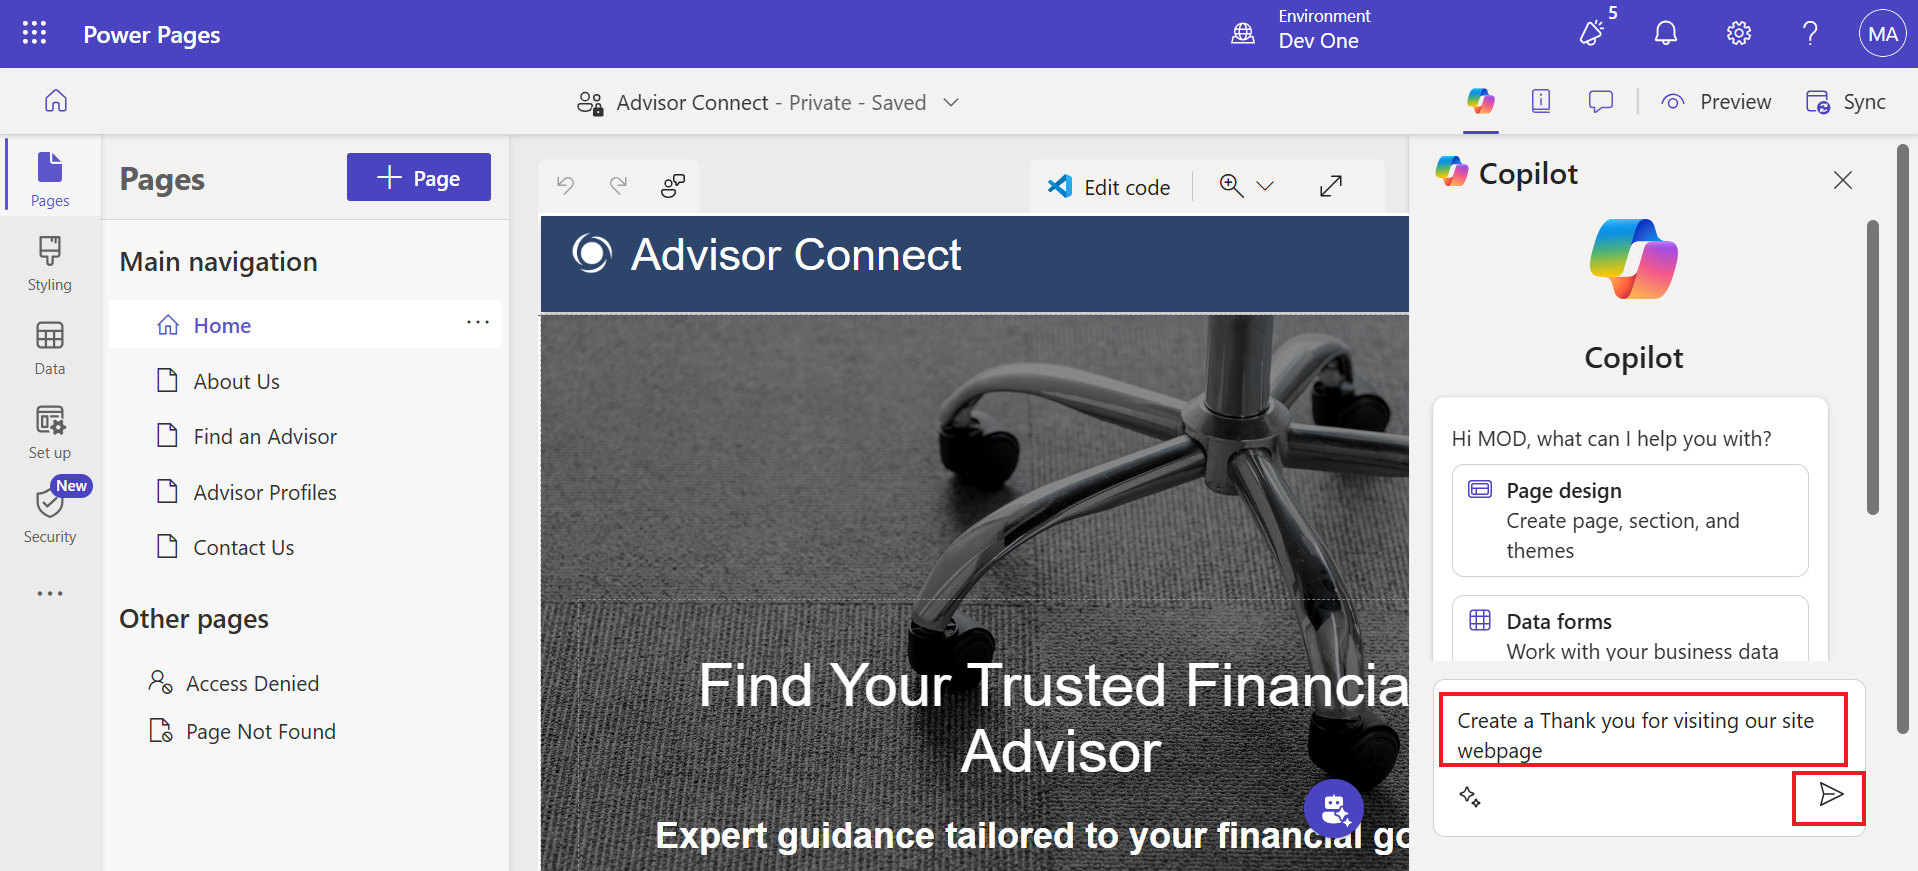 Power Pages
Environment
Dev One
5
MA
Advisor Connect - Private - Saved
Preview
Sync
Pages
Styling
Data
Set up
New
Security
Pages
Page
Main navigation
Home
About Us
Find an Advisor
Advisor Profiles
Contact Us
Other pages
Access Denied
Page Not Found
Edit code
Advisor Connect
Find Your Trusted Financia
Advisor
Expert guidance tailored to your financial go
Copilot
Copilot
Hi MOD, what can I help you with?
Page design
Create page, section, and
themes
Data forms
Work with your business data
Create a Thank you for visiting our site
webpage